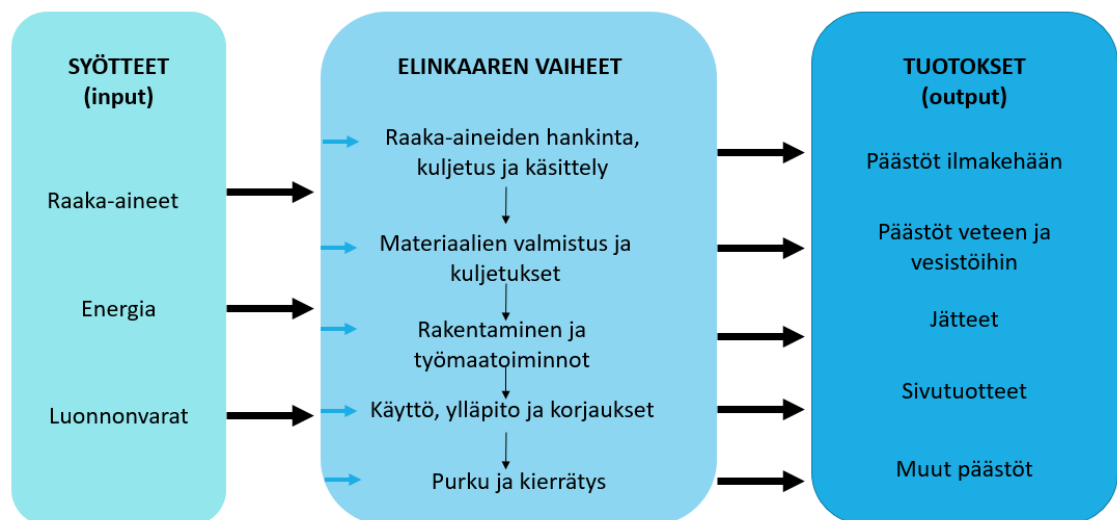 SYÖTTEET
(input)
Raaka-aineet
Energia
Luonnonvarat
ELINKAAREN VAIHEET
Raaka-aineiden hankinta,
kuljetus ja käsittely
Materiaalien valmistus ja
kuljetukset
Rakentaminen ja
työmaatoiminnot
Käyttö, ylläpito ja korjaukset
Purku ja kierrätys
TUOTOKSET
(output)
Päästöt ilmakehään
Päästöt veteen ja
vesistöihin
Jätteet
Sivutuotteet
Muut päästöt